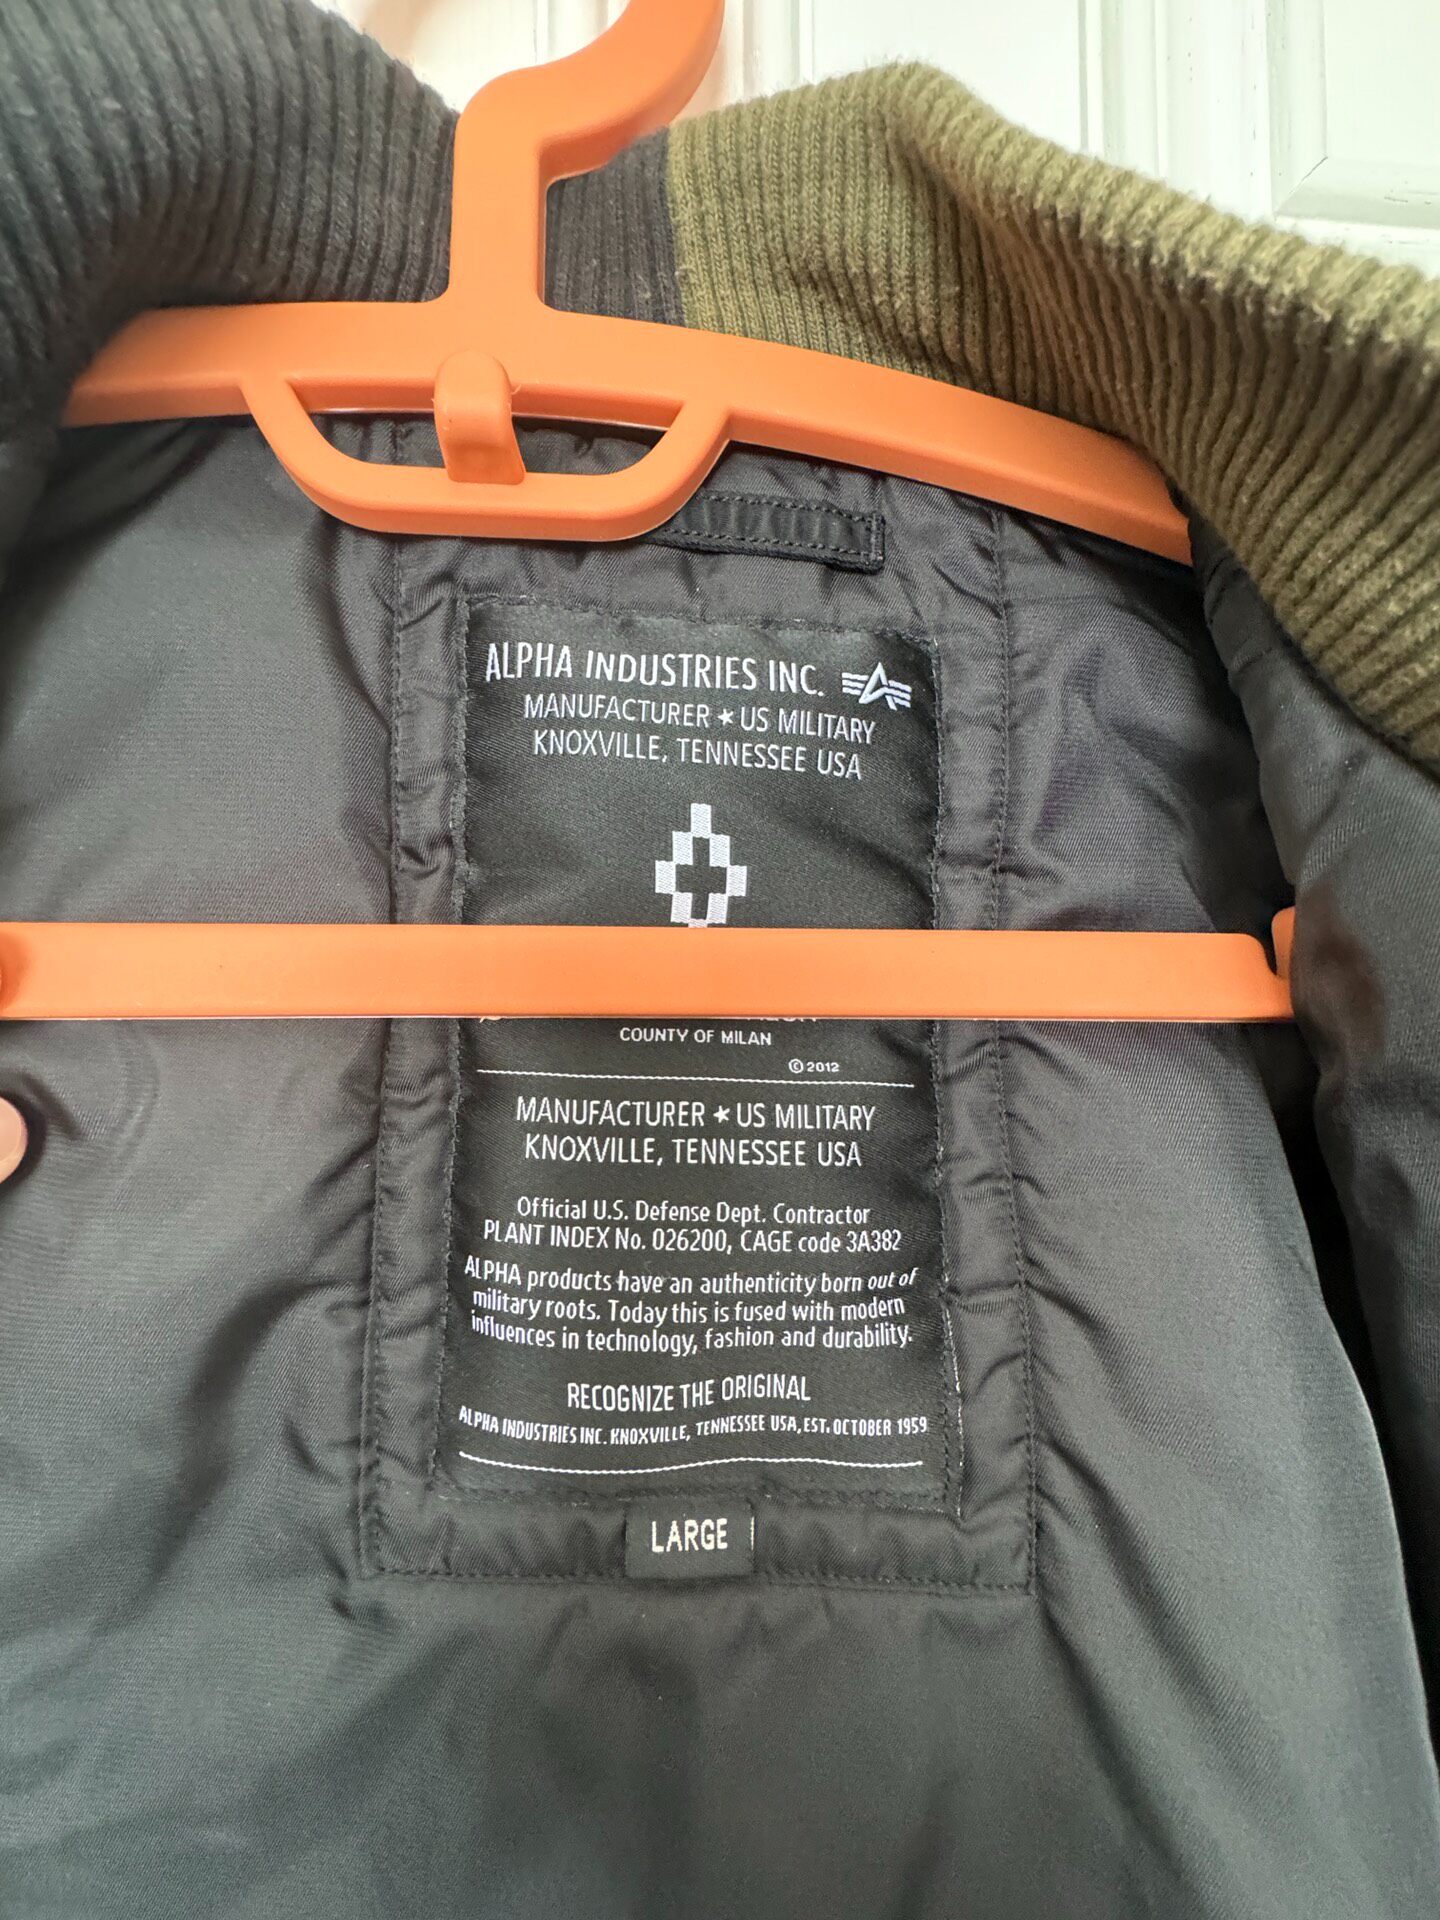 ALPHA INDUSTRIES INC.
MANUFACTURER ★ US MILITARY
KNOXVILLE, TENNESSEE USA
COUNTY OF MILAN
© 2012
MANUFACTURER ★ US MILITARY
KNOXVILLE, TENNESSEE USA
Official U.S. Defense Dept. Contractor
PLANT INDEX No. 026200, CAGE code 3A382
ALPHA products have an authenticity born out of
military roots. Today this is fused with modern
influences in technology, fashion and durability.
RECOGNIZE THE ORIGINAL
ALPHA INDUSTRIES INC. KNOXVILLE, TENNESSEE USA, EST. OCTOBER 1959
LARGE